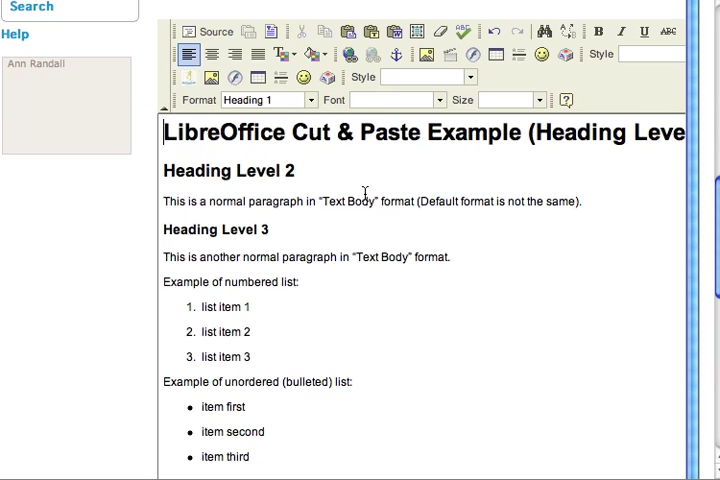 Search
Help
Ann Randall
Source
B I U ABC
Style
Style
Format Heading 1 Font Size
LibreOffice Cut & Paste Example (Heading Leve
Heading Level 2
This is a normal paragraph in “Text Body” format (Default format is not the same).
Heading Level 3
This is another normal paragraph in “Text Body” format.
Example of numbered list:
1. list item 1
2. list item 2
3. list item 3
Example of unordered (bulleted) list:
• item first
• item second
• item third